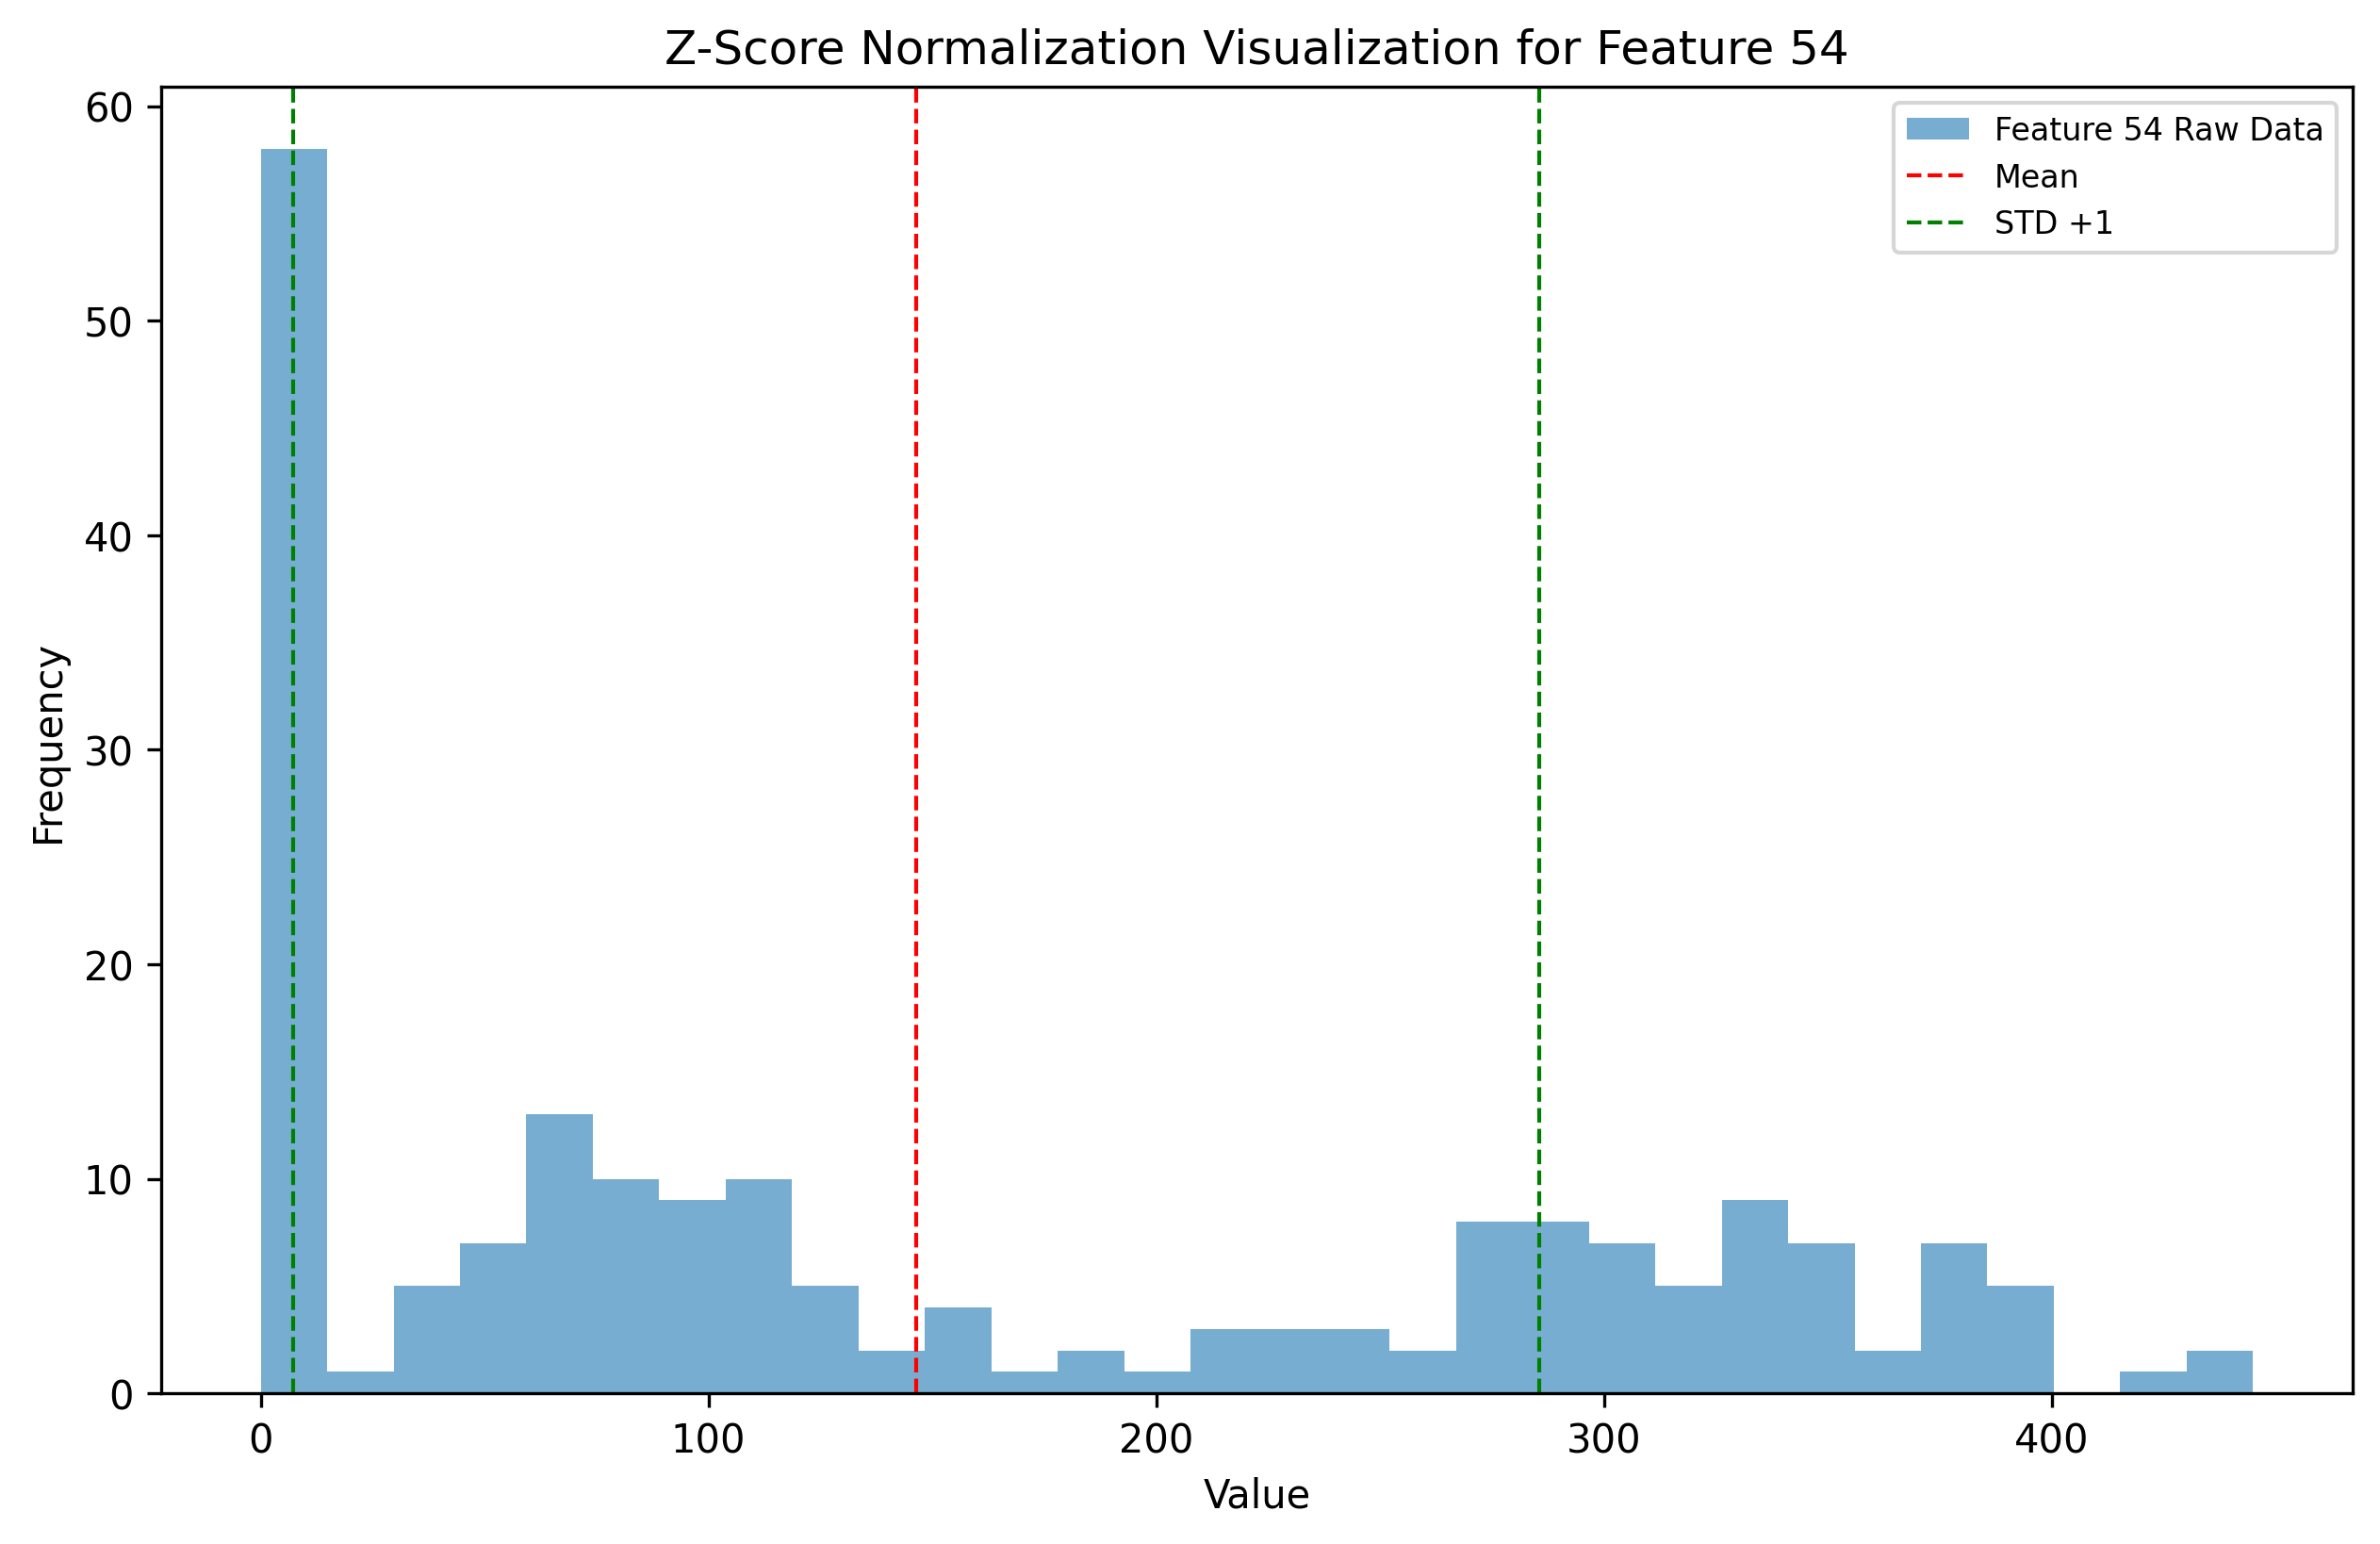 Z-Score Normalization Visualization for Feature 54
Feature 54 Raw Data
Mean
STD +1
60
50
40
30
20
10
0
Frequency
0 100 200 300 400
Value